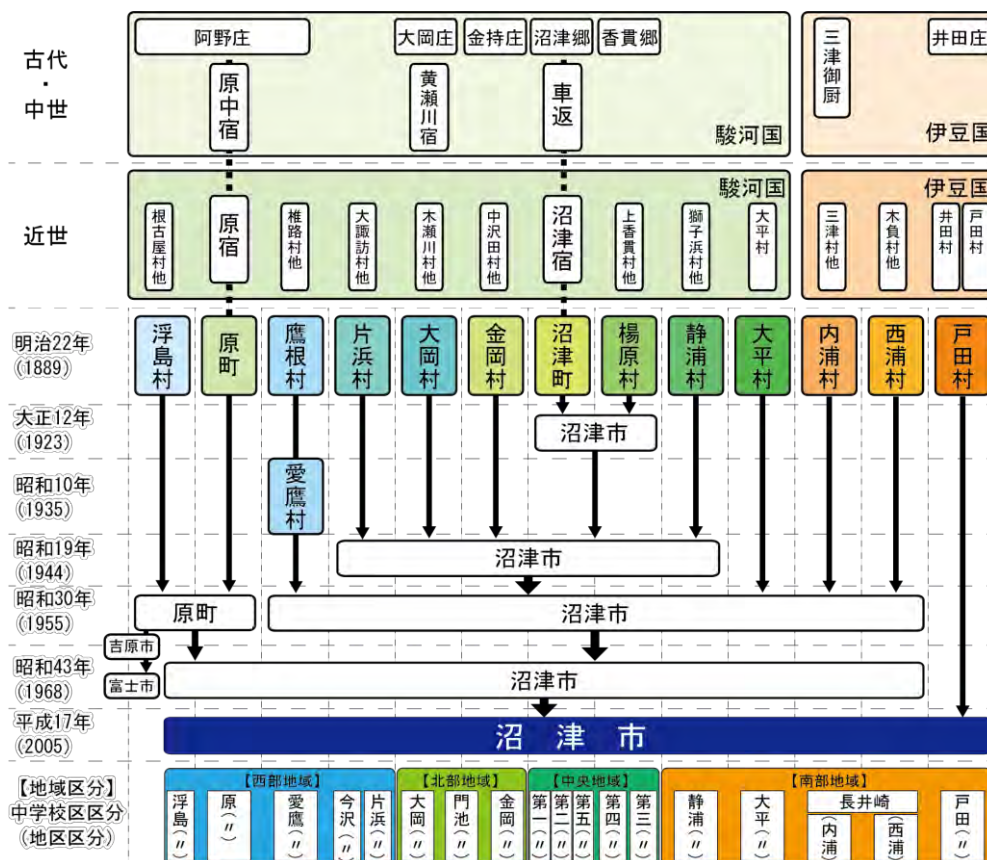 古代・中世
阿野庄
大岡庄
金持庄
沼津郷
香貫郷
三津御厨
井田庄
原中宿
黄瀬川宿
車返
駿河国
伊豆国
近世
駿河国
伊豆国
根古屋村他
原宿
椎路村他
大諏訪村他
木瀬川村他
中沢田村他
沼津宿
上香貫村他
獅子浜村他
大平村
三津村他
木負村他
井田村
戸田村
明治22年
(1889)
浮島村
原町
鷹根村
片浜村
大岡村
金岡村
沼津町
楊原村
静浦村
大平村
内浦村
西浦村
戸田村
大正12年
(1923)
沼津市
昭和10年
(1935)
愛鷹村
昭和19年
(1944)
沼津市
昭和30年
(1955)
原町
沼津市
吉原市
昭和43年
(1968)
富士市
沼津市
平成17年
(2005)
沼津市
【地域区分】
中学校区区分
(地区区分)
【西部地域】
【北部地域】
【中央地域】
【南部地域】
浮島(〃)
原(〃)
愛鷹(〃)
今沢(〃)
片浜(〃)
大岡(〃)
門池(〃)
金岡(〃)
第一(〃)
第二(〃)
第五(〃)
第四(〃)
第三(〃)
静浦(〃)
大平(〃)
長井崎
(内浦
(西浦
戸田(〃)